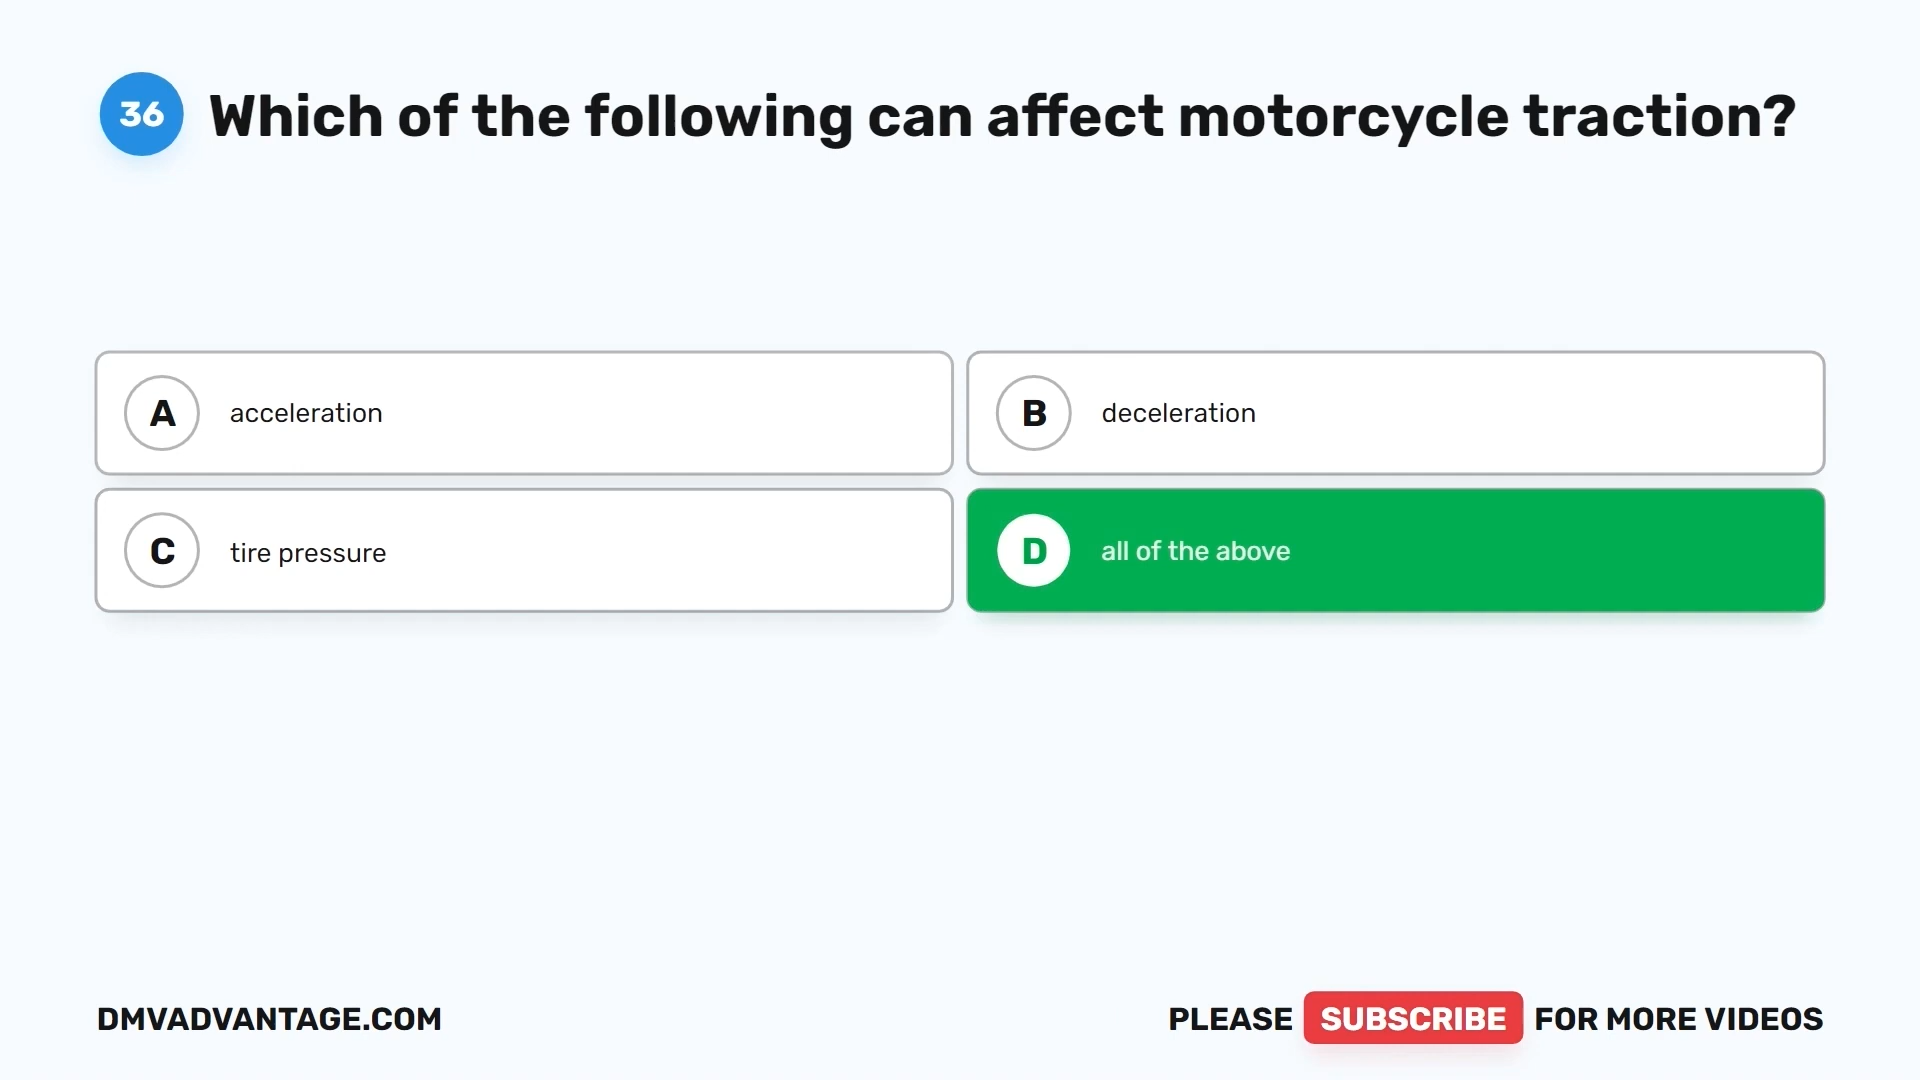 36 Which of the following can affect motorcycle traction?
A acceleration
B deceleration
C tire pressure
D all of the above
DMVADVANTAGE.COM
PLEASE SUBSCRIBE FOR MORE VIDEOS